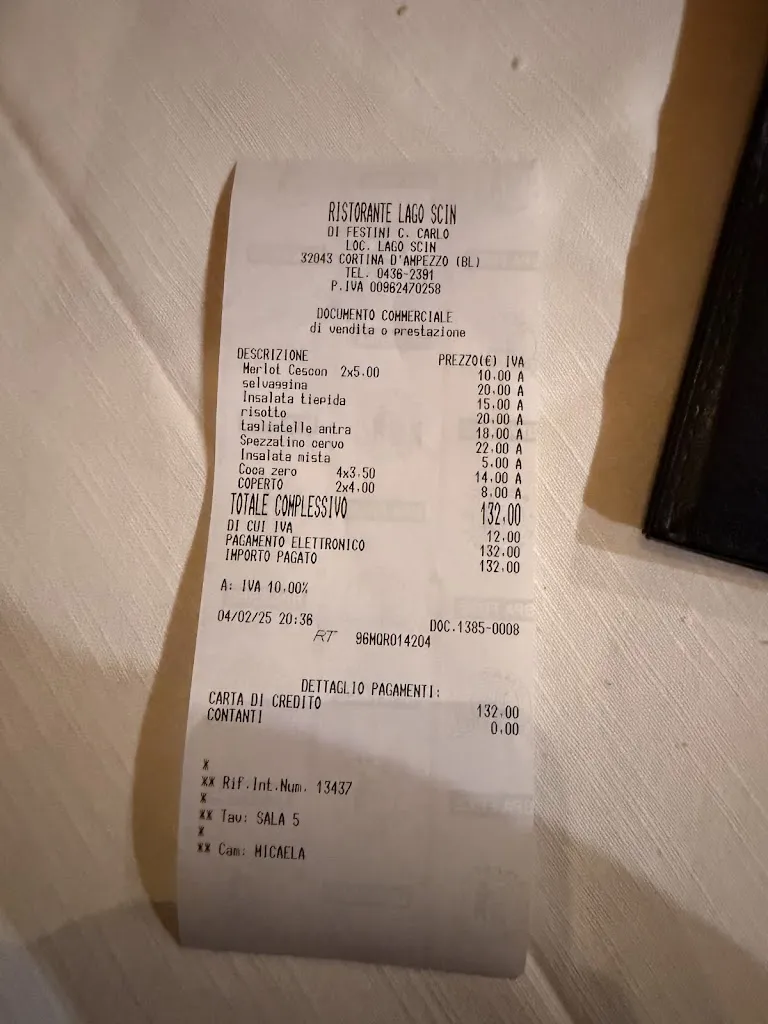 RISTORANTE LAGO SCIN
DI FESTINI C. CARLO
LOC. LAGO SCIN
32043 CORTINA D'AMPEZZO (BL)
TEL. 0436-2391
P.IVA 00962470258
DOCUMENTO COMMERCIALE
di vendita o prestazione
DESCRIZIONE PREZZO(€) IVA
Merlot Cescon 2x5.00 10,00 A
selvaggina 20,00 A
Insalata tiepida 15,00 A
risotto 20,00 A
tagliatelle antra 18,00 A
Spezzatino cervo 22,00 A
Insalata mista 5,00 A
Coca zero 4x3,50 14,00 A
COPERTO 2x4,00 8,00 A
TOTALE COMPLESSIVO 132,00
DI CUI IVA 12,00
PAGAMENTO ELETTRONICO 132,00
IMPORTO PAGATO 132,00
A: IVA 10,00%
04/02/25 20:36 DOC.1385-0008
RT 96MQR014204
DETTAGLIO PAGAMENTI:
CARTA DI CREDITO 132,00
CONTANTI 0,00
*
** Rif.Int.Num. 13437
*
** Tav: SALA 5
*
** Cam: MICAELA